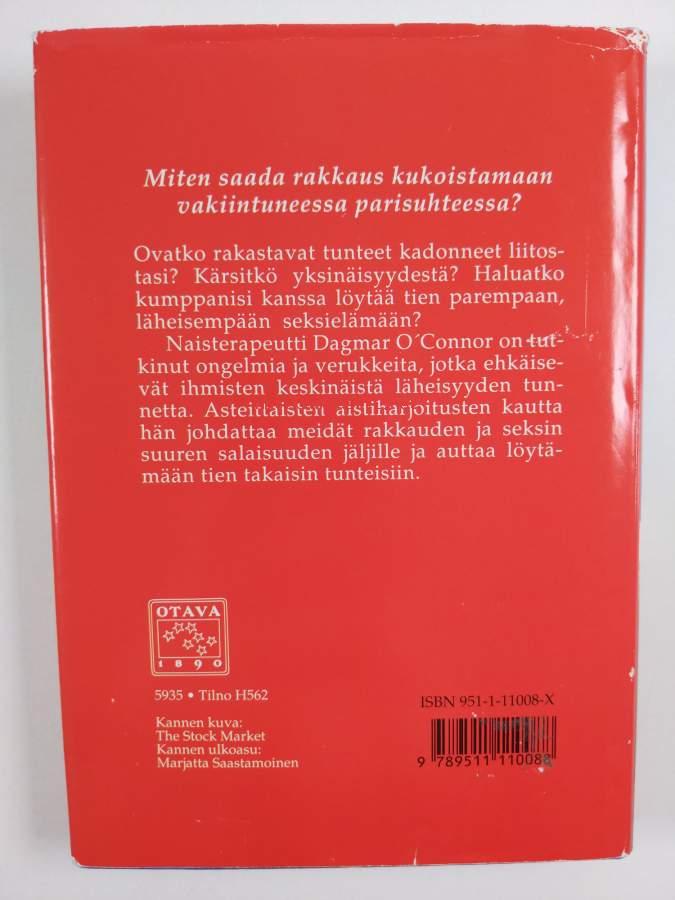 Miten saada rakkaus kukoistamaan
vakiintuneessa parisuhteessa?
Ovatko rakastavat tunteet kadonneet liitos-
tasi? Kärsitkö yksinäisyydestä? Haluatko
kumppanisi kanssa löytää tien parempaan,
läheisempään seksielämään?
Naisterapeutti Dagmar O´Connor on tut-
kinut ongelmia ja verukkeita, jotka ehkäise-
vät ihmisten keskinäistä läheisyyden tun-
netta. Asteittaisten aistiharjoitusten kautta
hän johdattaa meidät rakkauden ja seksin
suuren salaisuuden jäljille ja auttaa löytä-
mään tien takaisin tunteisiin.
OTAVA
1890
5935 • Tilno H562
Kannen kuva:
The Stock Market
Kannen ulkoasu:
Marjatta Saastamoinen
ISBN 951-1-11008-X
9 789511 110088